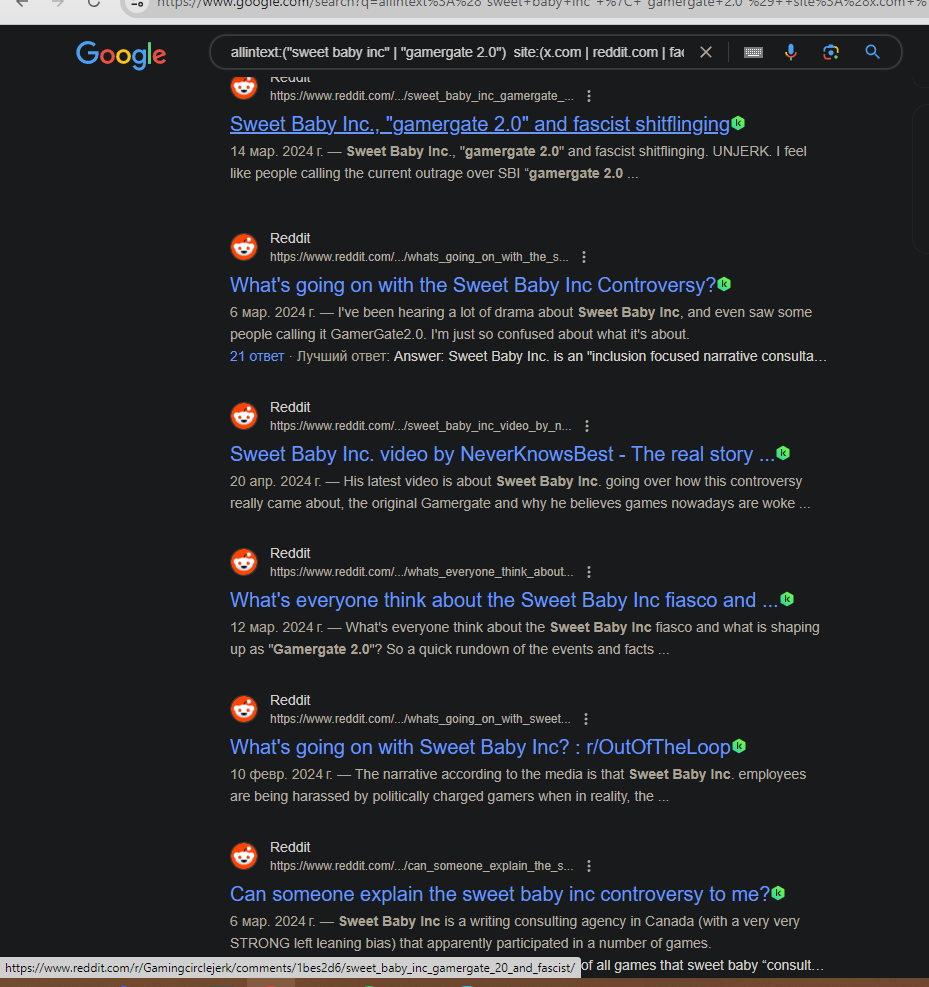 https://www.google.com/search?q=allintext%3A%28"sweet+baby+inc"+%7C+"gamergate+2.0"%29++site%3A%28x.com+%
Google
allintext:("sweet baby inc" | "gamergate 2.0")  site:(x.com | reddit.com | fac
Reddit
https://www.reddit.com/.../sweet_baby_inc_gamergate_...
Sweet Baby Inc., "gamergate 2.0" and fascist shitflinging
14 мар. 2024 г. — Sweet Baby Inc., "gamergate 2.0" and fascist shitflinging. UNJERK. I feel
like people calling the current outrage over SBI “gamergate 2.0 ...
Reddit
https://www.reddit.com/.../whats_going_on_with_the_s...
What's going on with the Sweet Baby Inc Controversy?
6 мар. 2024 г. — I've been hearing a lot of drama about Sweet Baby Inc, and even saw some
people calling it GamerGate2.0. I'm just so confused about what it's about.
21 ответ · Лучший ответ: Answer: Sweet Baby Inc. is an "inclusion focused narrative consulta...
Reddit
https://www.reddit.com/.../sweet_baby_inc_video_by_n...
Sweet Baby Inc. video by NeverKnowsBest - The real story ...
20 апр. 2024 г. — His latest video is about Sweet Baby Inc. going over how this controversy
really came about, the original Gamergate and why he believes games nowadays are woke ...
Reddit
https://www.reddit.com/.../whats_everyone_think_about...
What's everyone think about the Sweet Baby Inc fiasco and ...
12 мар. 2024 г. — What's everyone think about the Sweet Baby Inc fiasco and what is shaping
up as "Gamergate 2.0"? So a quick rundown of the events and facts ...
Reddit
https://www.reddit.com/.../whats_going_on_with_sweet...
What's going on with Sweet Baby Inc? : r/OutOfTheLoop
10 февр. 2024 г. — The narrative according to the media is that Sweet Baby Inc. employees
are being harassed by politically charged gamers when in reality, the ...
Reddit
https://www.reddit.com/.../can_someone_explain_the_s...
Can someone explain the sweet baby inc controversy to me?
6 мар. 2024 г. — Sweet Baby Inc is a writing consulting agency in Canada (with a very very
STRONG left leaning bias) that apparently participated in a number of games.
https://www.reddit.com/r/Gamingcirclejerk/comments/1bes2d6/sweet_baby_inc_gamergate_20_and_fascist/ of all games that sweet baby “consult...